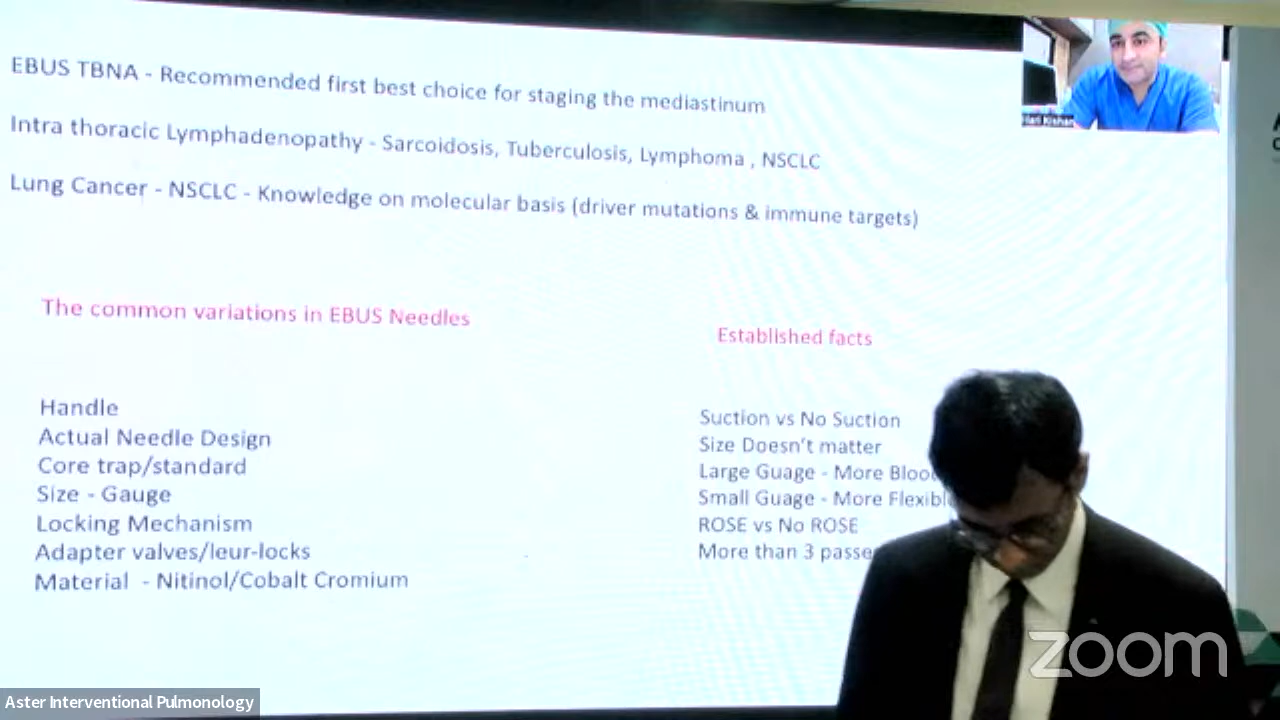 EBUS TBNA - Recommended first best choice for staging the mediastinum
Intra thoracic Lymphadenopathy - Sarcoidosis, Tuberculosis, Lymphoma , NSCLC
Lung Cancer - NSCLC - Knowledge on molecular basis (driver mutations & immune targets)
The common variations in EBUS Needles
Handle
Actual Needle Design
Core trap/standard
Size - Gauge
Locking Mechanism
Adapter valves/leur-locks
Material - Nitinol/Cobalt Cromium
Established facts
Suction vs No Suction
Size Doesn't matter
Large Guage - More
Small Guage - More
ROSE vs No ROSE
More than 3
Hari Kishan
zoom
Aster Interventional Pulmonology